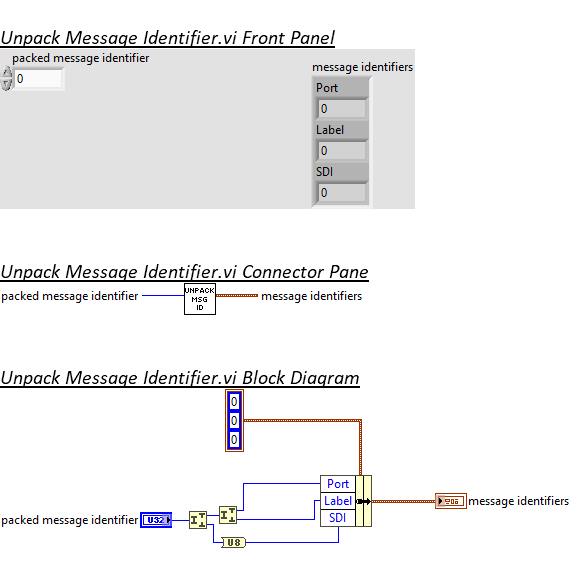 Unpack Message Identifier.vi Front Panel
packed message identifier
0
message identifiers
Port
0
Label
0
SDI
0
Unpack Message Identifier.vi Connector Pane
packed message identifier
UNPACK
MSG
ID
message identifiers
Unpack Message Identifier.vi Block Diagram
0
0
0
Port
Label
SDI
message identifiers
packed message identifier
U32
U8